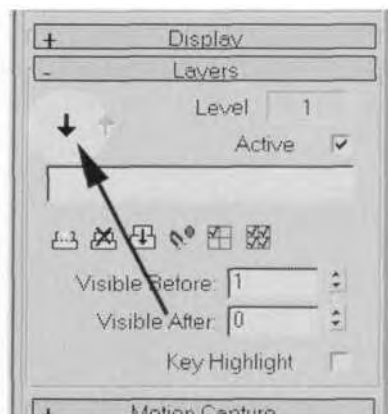 + Display
- Layers
Level 1
Active
Visible Before: 1
Visible After: 0
Key Highlight
+ Motion Capture